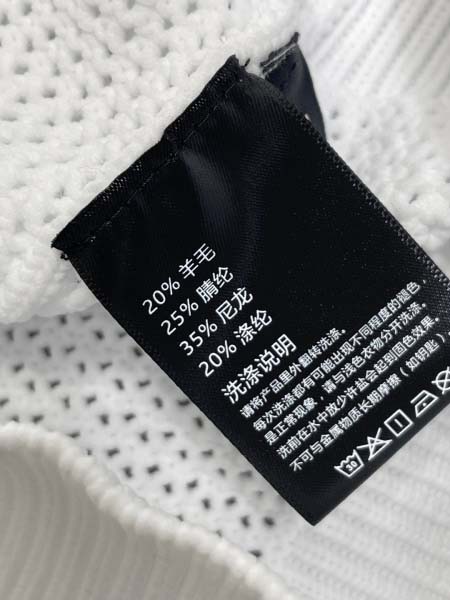 20% 羊毛
25% 腈纶
35% 尼龙
20% 涤纶
洗涤说明
请将产品里外翻转洗涤。
每次洗涤都有可能出现不同程度的褪色
是正常现象，请与浅色衣物分开洗涤。
洗前在水中放少许盐会起到固色效果。
不可与金属物质长期摩擦（如钥匙）。
30